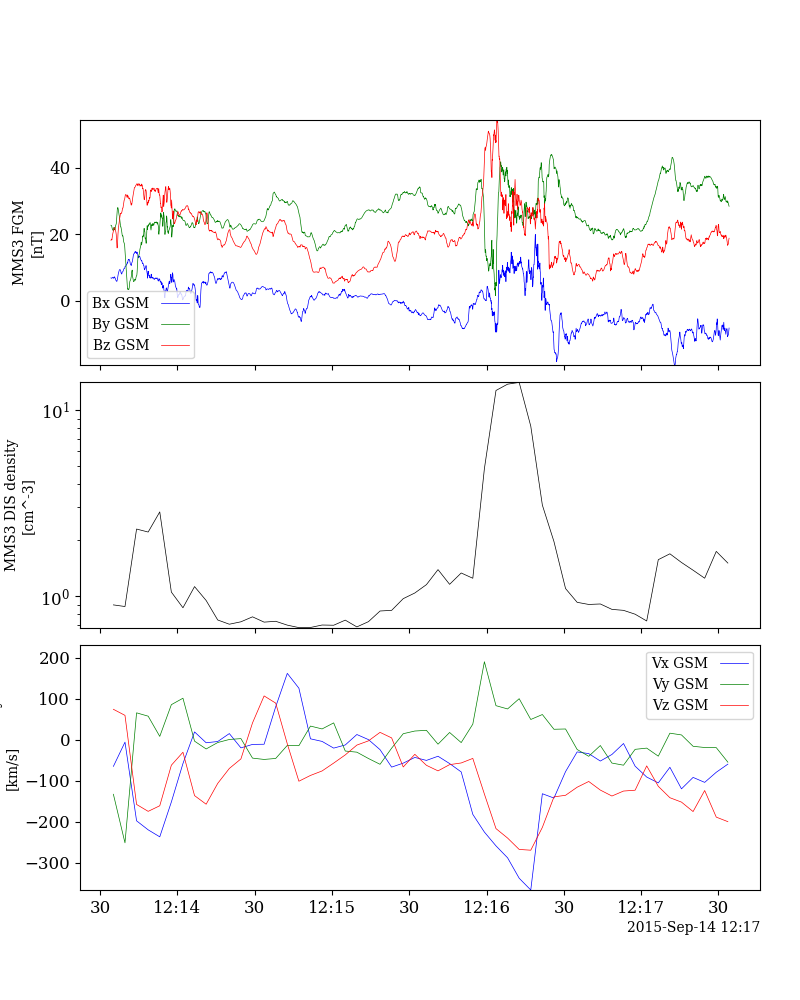 MMS3 FGM
[nT]
40
20
0
Bx GSM
By GSM
Bz GSM
MMS3 DIS density
[cm^-3]
10^1
10^0
[km/s]
200
100
0
−100
−200
−300
Vx GSM
Vy GSM
Vz GSM
30 12:14 30 12:15 30 12:16 30 12:17 30
2015-Sep-14 12:17